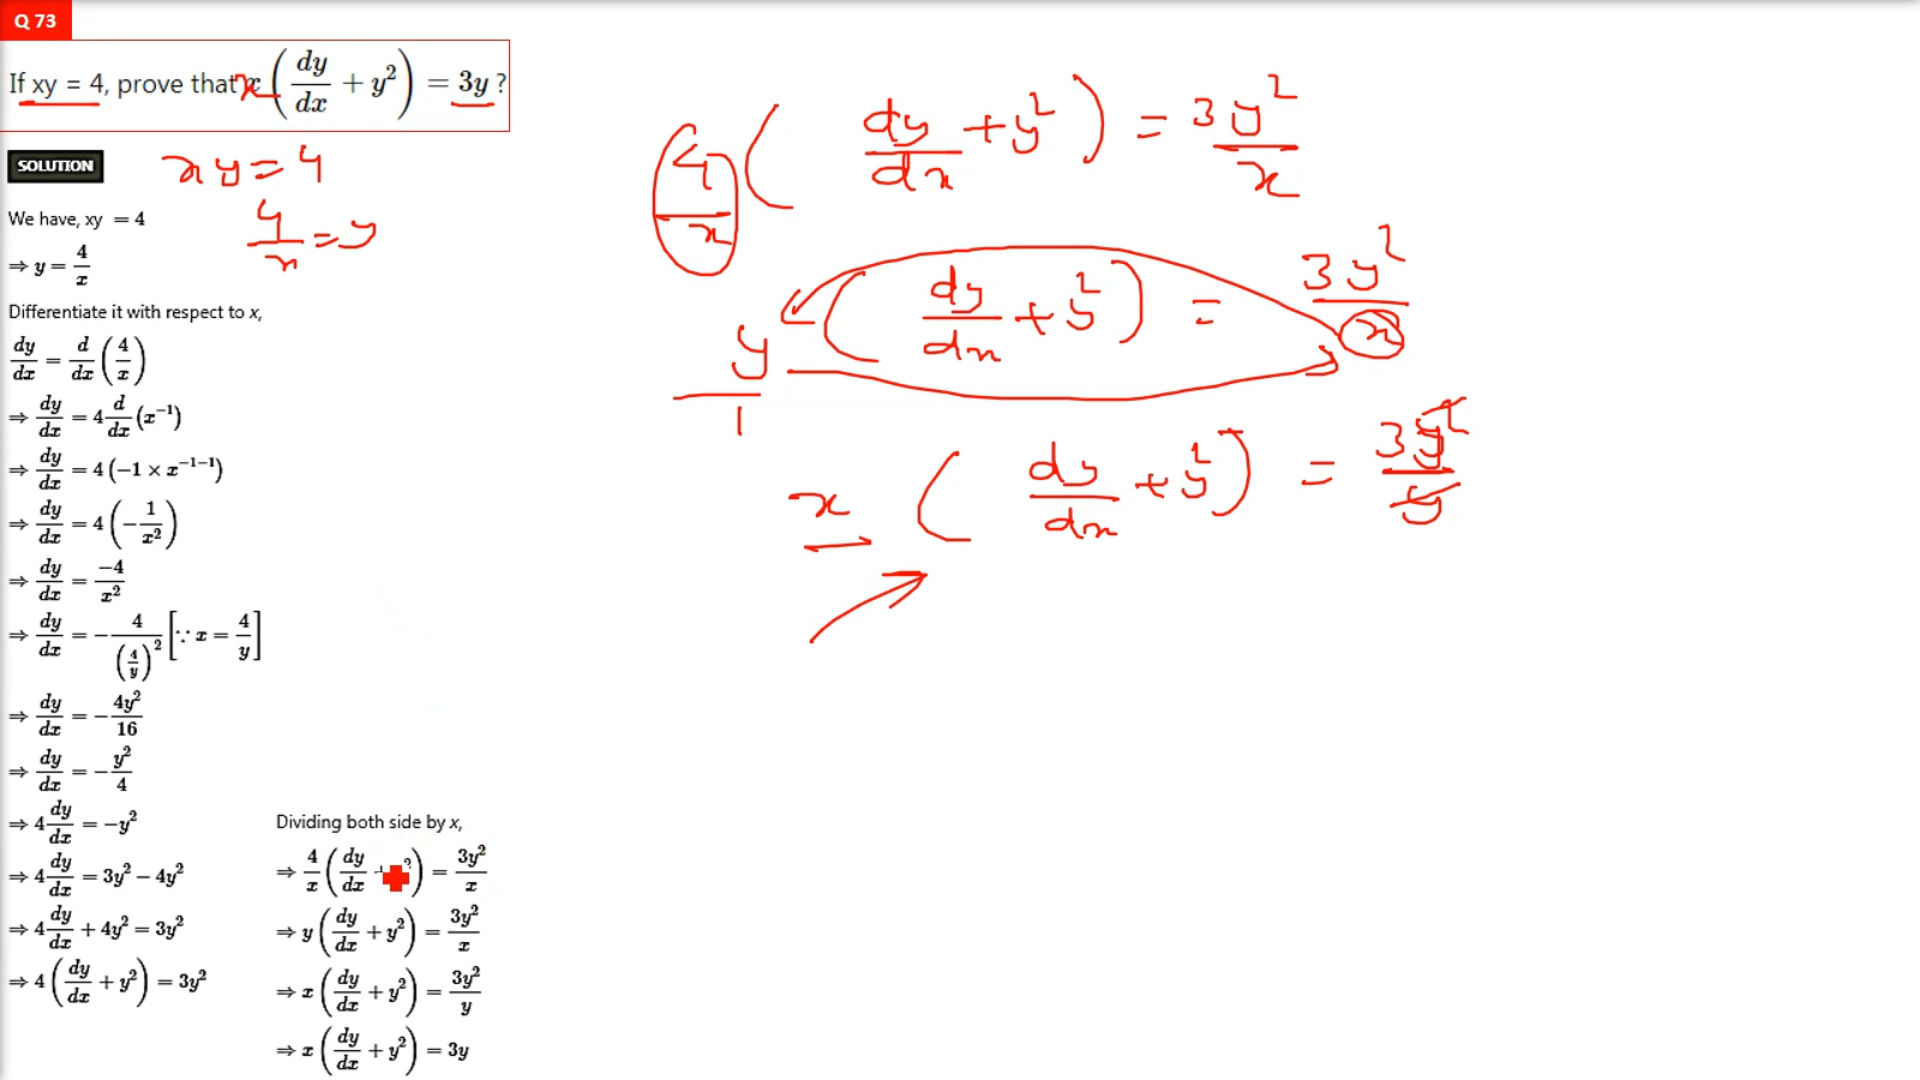 Q 73
If xy = 4, prove that x (dy/dx + y²) = 3y ?
SOLUTION
xy = 4
4/x = y
We have, xy = 4
⇒ y = 4/x
Differentiate it with respect to x,
dy/dx = d/dx (4/x)
⇒ dy/dx = 4 d/dx (x⁻¹)
⇒ dy/dx = 4 (−1 × x⁻¹⁻¹)
⇒ dy/dx = 4 (−1/x²)
⇒ dy/dx = −4/x²
⇒ dy/dx = − 4/(4/y)² [∵ x = 4/y]
⇒ dy/dx = − 4y²/16
⇒ dy/dx = − y²/4
⇒ 4 dy/dx = −y²
⇒ 4 dy/dx = 3y² − 4y²
⇒ 4 dy/dx + 4y² = 3y²
⇒ 4 (dy/dx + y²) = 3y²
Dividing both side by x,
⇒ 4/x (dy/dx + ²) = 3y²/x
⇒ y (dy/dx + y²) = 3y²/x
⇒ x (dy/dx + y²) = 3y²/y
⇒ x (dy/dx + y²) = 3y
4/x (dy/dx + y²) = 3y²/x
y/1 (dy/dx + y²) = 3y²/x
x (dy/dx + y²) = 3y²/y